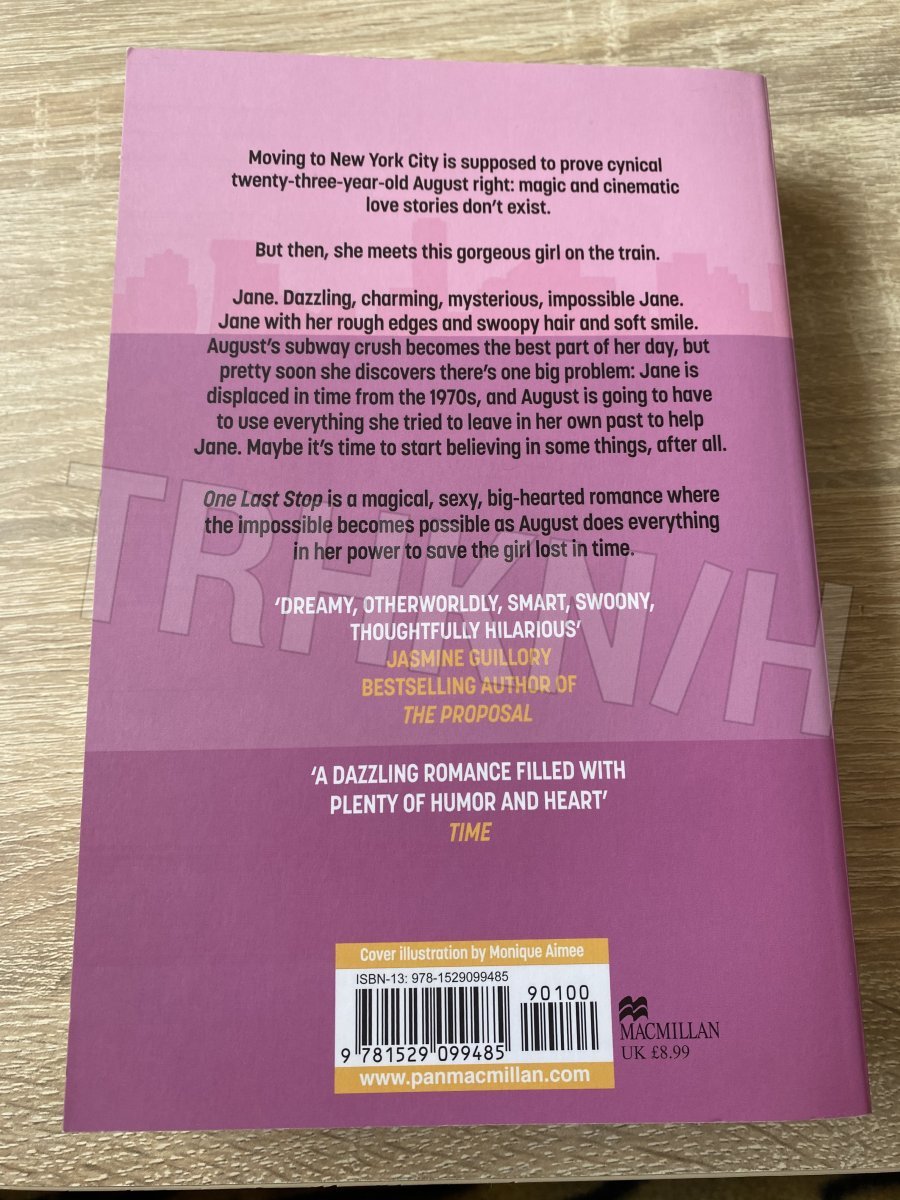 Moving to New York City is supposed to prove cynical
twenty-three-year-old August right: magic and cinematic
love stories don't exist.
But then, she meets this gorgeous girl on the train.
Jane. Dazzling, charming, mysterious, impossible Jane.
Jane with her rough edges and swoopy hair and soft smile.
August's subway crush becomes the best part of her day, but
pretty soon she discovers there's one big problem: Jane is
displaced in time from the 1970s, and August is going to have
to use everything she tried to leave in her own past to help
Jane. Maybe it's time to start believing in some things, after all.
One Last Stop is a magical, sexy, big-hearted romance where
the impossible becomes possible as August does everything
in her power to save the girl lost in time.
TRHKN/H
'DREAMY, OTHERWORLDLY, SMART, SWOONY,
THOUGHTFULLY HILARIOUS'
JASMINE GUILLORY
BESTSELLING AUTHOR OF
THE PROPOSAL
'A DAZZLING ROMANCE FILLED WITH
PLENTY OF HUMOR AND HEART'
TIME
Cover illustration by Monique Aimee
ISBN-13: 978-1529099485
90100
9 781529 099485
www.panmacmillan.com
MACMILLAN
UK £8.99